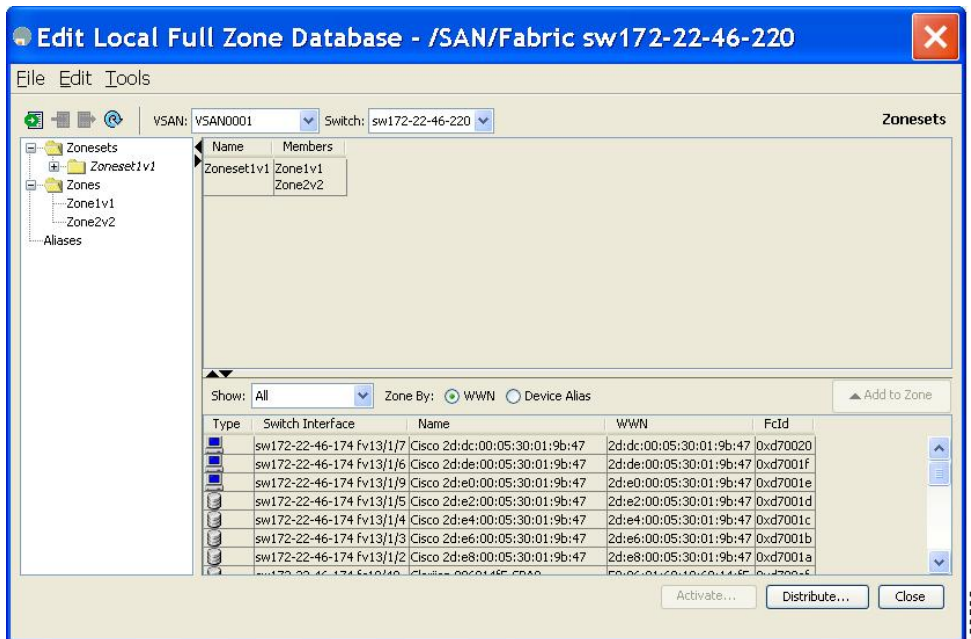 Edit Local Full Zone Database - /SAN/Fabric sw172-22-46-220
File Edit Tools
VSAN: VSAN0001 Switch: sw172-22-46-220 Zonesets
Zonesets
Zoneset1v1
Zones
Zone1v1
Zone2v2
Aliases
Name Members
Zoneset1v1 Zone1v1
Zone2v2
Show: All Zone By: WWN Device Alias Add to Zone
Type Switch Interface Name WWN FcId
sw172-22-46-174 fv13/1/7 Cisco 2d:dc:00:05:30:01:9b:47 2d:dc:00:05:30:01:9b:47 0xd70020
sw172-22-46-174 fv13/1/6 Cisco 2d:de:00:05:30:01:9b:47 2d:de:00:05:30:01:9b:47 0xd7001f
sw172-22-46-174 fv13/1/9 Cisco 2d:e0:00:05:30:01:9b:47 2d:e0:00:05:30:01:9b:47 0xd7001e
sw172-22-46-174 fv13/1/5 Cisco 2d:e2:00:05:30:01:9b:47 2d:e2:00:05:30:01:9b:47 0xd7001d
sw172-22-46-174 fv13/1/4 Cisco 2d:e4:00:05:30:01:9b:47 2d:e4:00:05:30:01:9b:47 0xd7001c
sw172-22-46-174 fv13/1/3 Cisco 2d:e6:00:05:30:01:9b:47 2d:e6:00:05:30:01:9b:47 0xd7001b
sw172-22-46-174 fv13/1/2 Cisco 2d:e8:00:05:30:01:9b:47 2d:e8:00:05:30:01:9b:47 0xd7001a
Activate... Distribute... Close